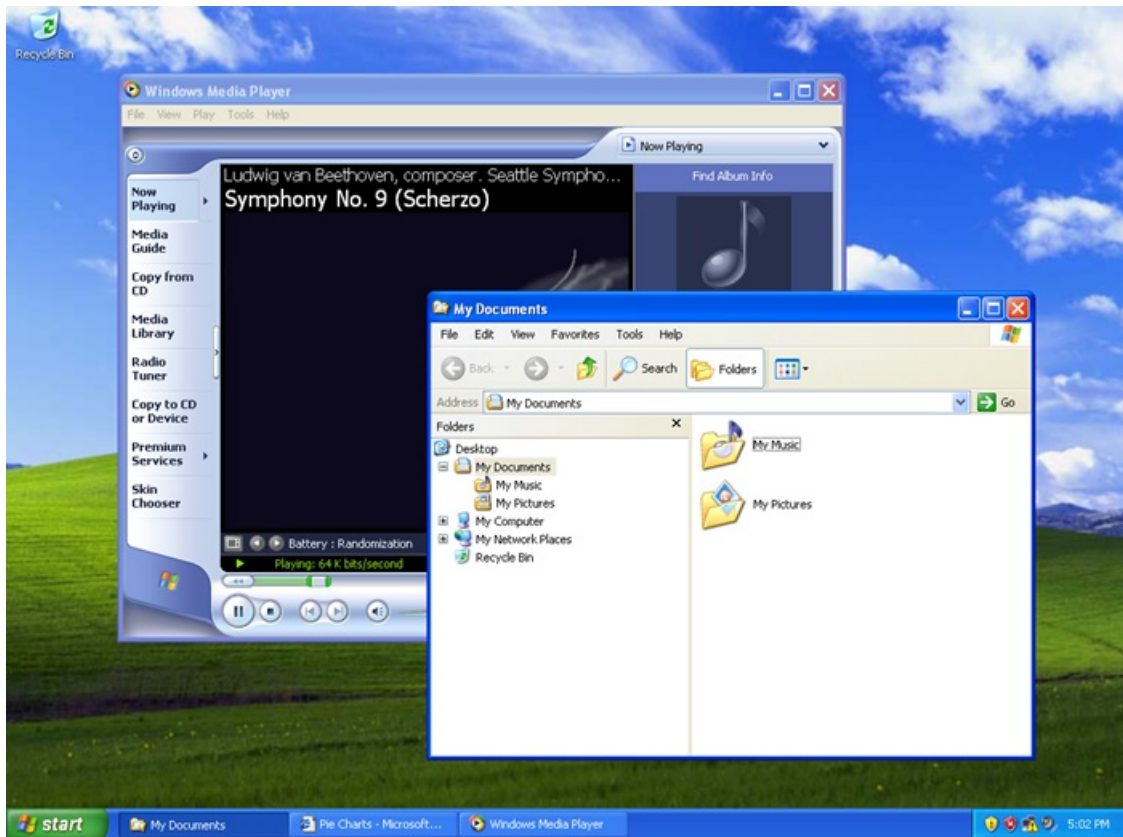 Recycle Bin
Windows Media Player
File View Play Tools Help
Now Playing
Now
Playing
Media
Guide
Copy from
CD
Media
Library
Radio
Tuner
Copy to CD
or Device
Premium
Services
Skin
Chooser
Ludwig van Beethoven, composer. Seattle Sympho...
Symphony No. 9 (Scherzo)
Find Album Info
Battery : Randomization
Playing: 64 K bits/second
My Documents
File Edit View Favorites Tools Help
Back Search Folders
Address My Documents Go
Folders
Desktop
My Documents
My Music
My Pictures
My Computer
My Network Places
Recycle Bin
My Music
My Pictures
start My Documents Pie Charts - Microsoft... Windows Media Player 5:02 PM